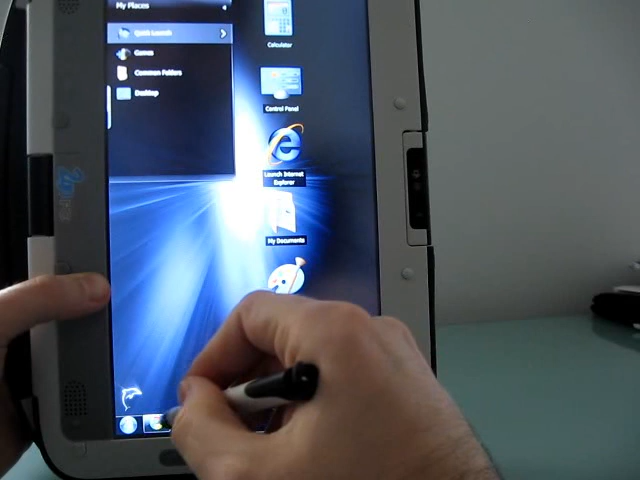 My Places
Quick Launch
Games
Common Folders
Desktop
Calculator
Control Panel
Launch Internet
Explorer
My Documents